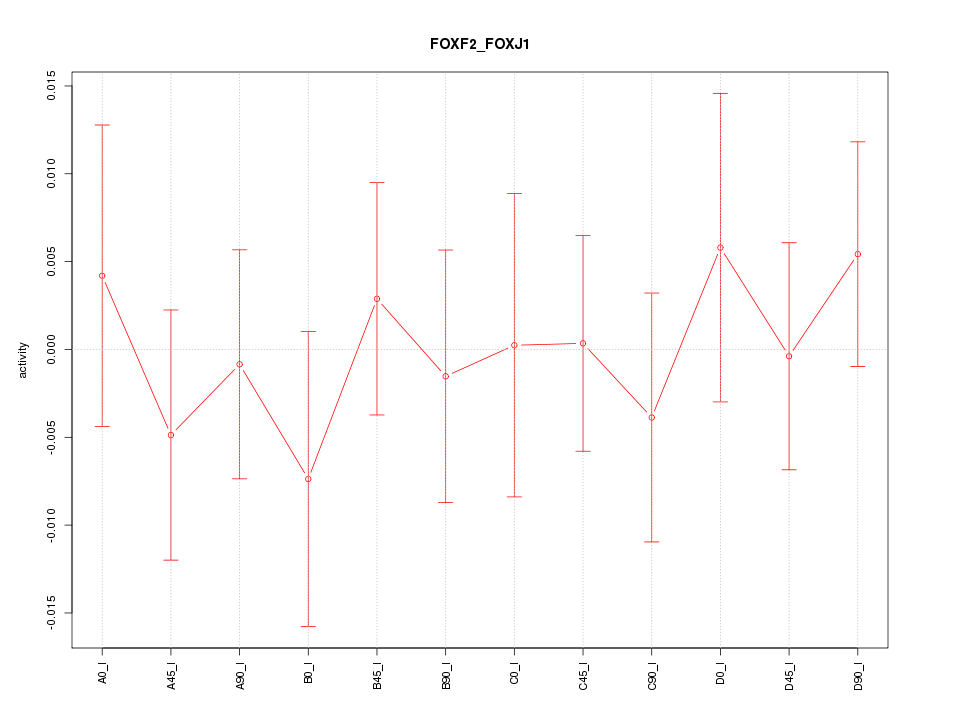 FOXF2_FOXJ1
activity
0.015
0.010
0.005
0.000
-0.005
-0.010
-0.015
A0_I
A45_I
A90_I
B0_I
B45_I
B90_I
C0_I
C45_I
C90_I
D0_I
D45_I
D90_I